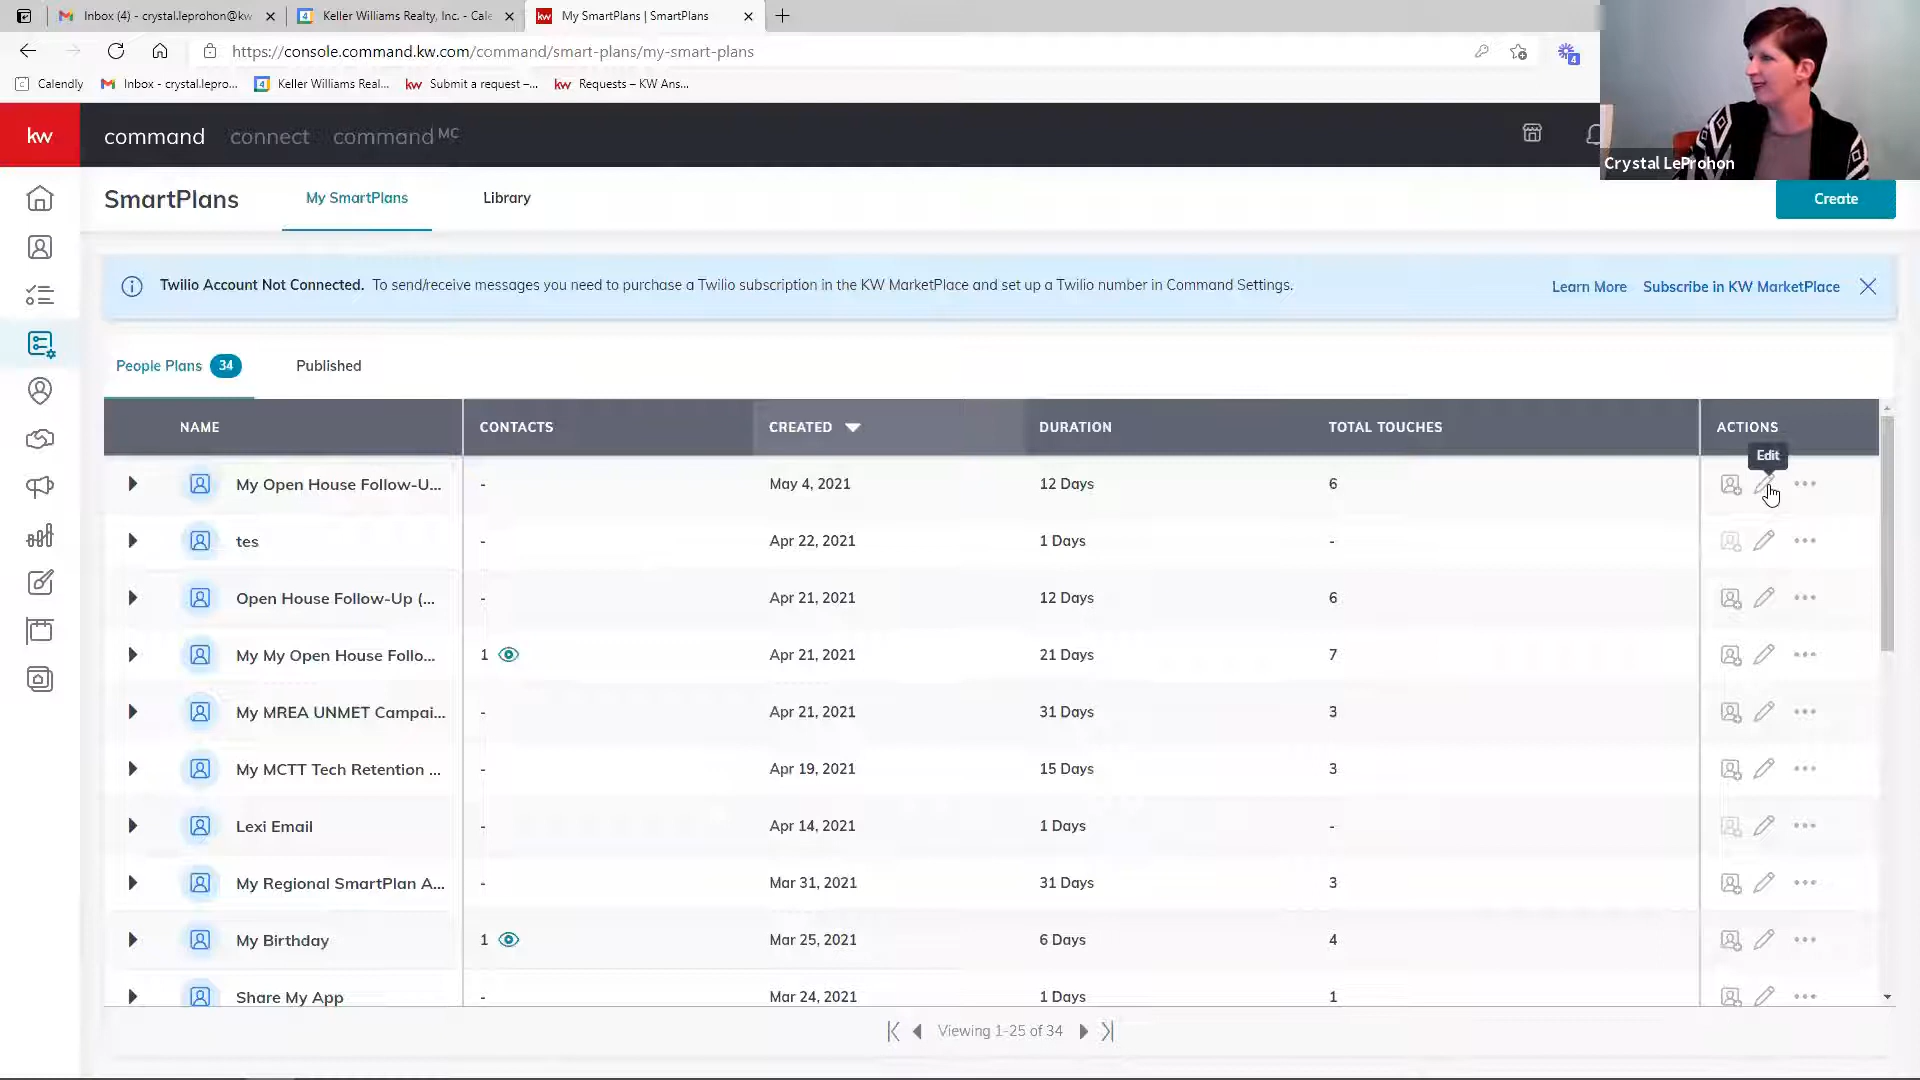 Inbox (4) - crystal.leprohon@kw
Keller Williams Realty, Inc. - Cale
My SmartPlans | SmartPlans
https://console.command.kw.com/command/smart-plans/my-smart-plans
4
Calendly
Inbox - crystal.lepro...
Keller Williams Real...
kw Submit a request –...
kw Requests – KW Ans...
kw
command connect command MC
Crystal LeProhon
SmartPlans
My SmartPlans
Library
Create
Twilio Account Not Connected. To send/receive messages you need to purchase a Twilio subscription in the KW MarketPlace and set up a Twilio number in Command Settings.
Learn More
Subscribe in KW MarketPlace
People Plans 34
Published
NAME CONTACTS CREATED DURATION TOTAL TOUCHES ACTIONS
Edit
My Open House Follow-U... - May 4, 2021 12 Days 6
tes - Apr 22, 2021 1 Days -
Open House Follow-Up (... - Apr 21, 2021 12 Days 6
My My Open House Follo... 1 Apr 21, 2021 21 Days 7
My MREA UNMET Campai... - Apr 21, 2021 31 Days 3
My MCTT Tech Retention ... - Apr 19, 2021 15 Days 3
Lexi Email - Apr 14, 2021 1 Days -
My Regional SmartPlan A... - Mar 31, 2021 31 Days 3
My Birthday 1 Mar 25, 2021 6 Days 4
Share My App - Mar 24, 2021 1 Days 1
Viewing 1-25 of 34